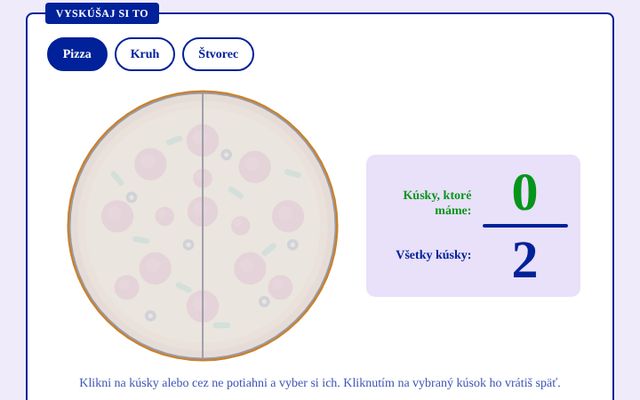 VYSKÚŠAJ SI TO
Pizza Kruh Štvorec
Kúsky, ktoré
máme:
0
Všetky kúsky:
2
Klikni na kúsky alebo cez ne potiahni a vyber si ich. Kliknutím na vybraný kúsok ho vrátiš späť.